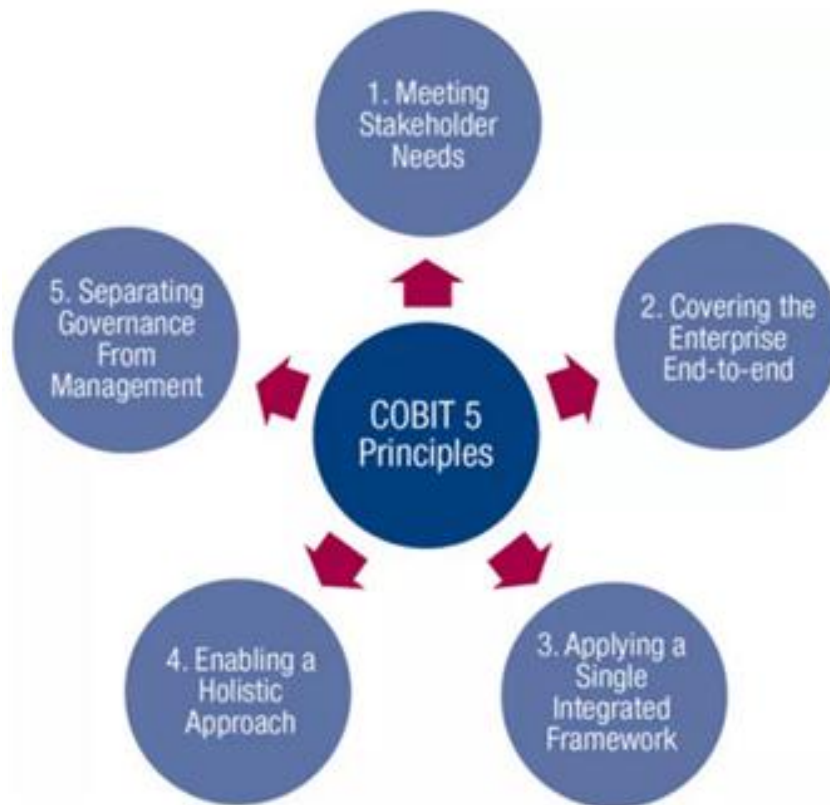 1. Meeting
Stakeholder
Needs
5. Separating
Governance
From
Management
2. Covering the
Enterprise
End-to-end
COBIT 5
Principles
4. Enabling a
Holistic
Approach
3. Applying a
Single
Integrated
Framework